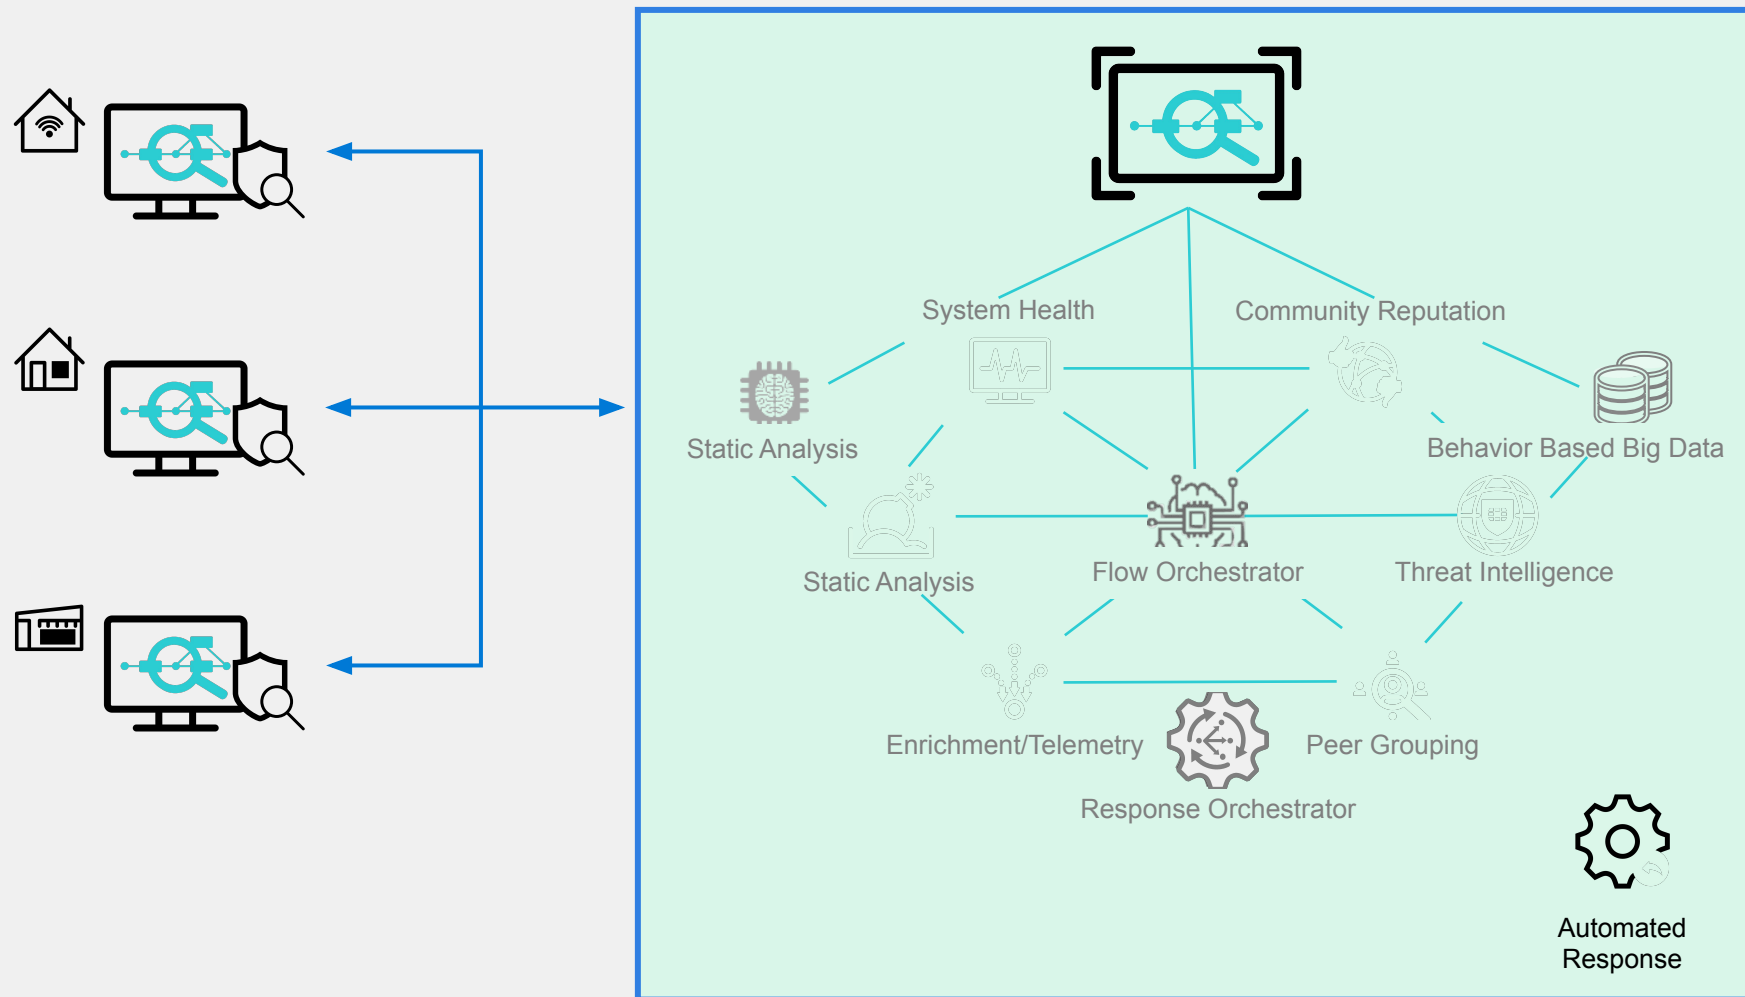 System Health
Community Reputation
Static Analysis
Behavior Based Big Data
Static Analysis
Flow Orchestrator
Threat Intelligence
Enrichment/Telemetry
Peer Grouping
Response Orchestrator
Automated
Response